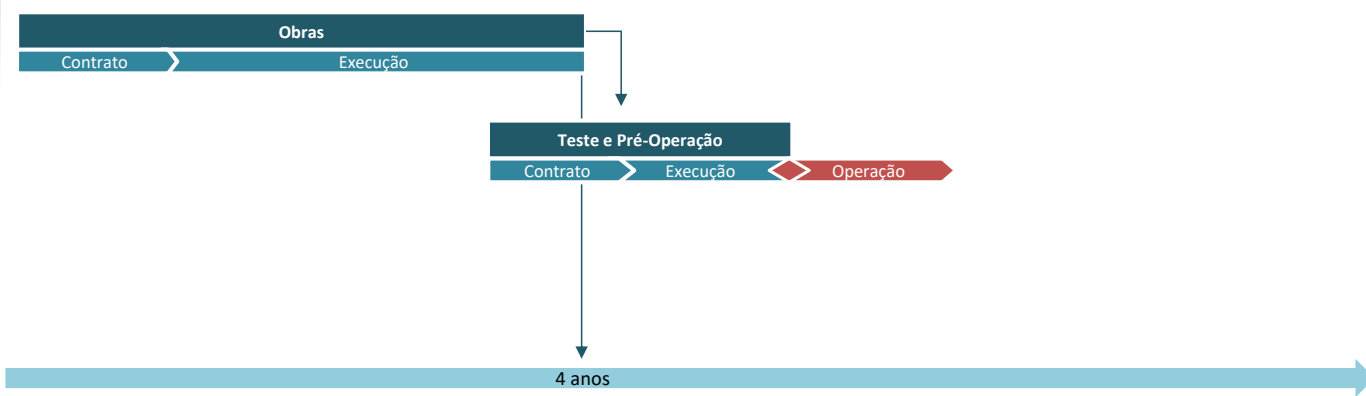 Obras
Contrato Execução
Teste e Pré-Operação
Contrato Execução Operação
4 anos